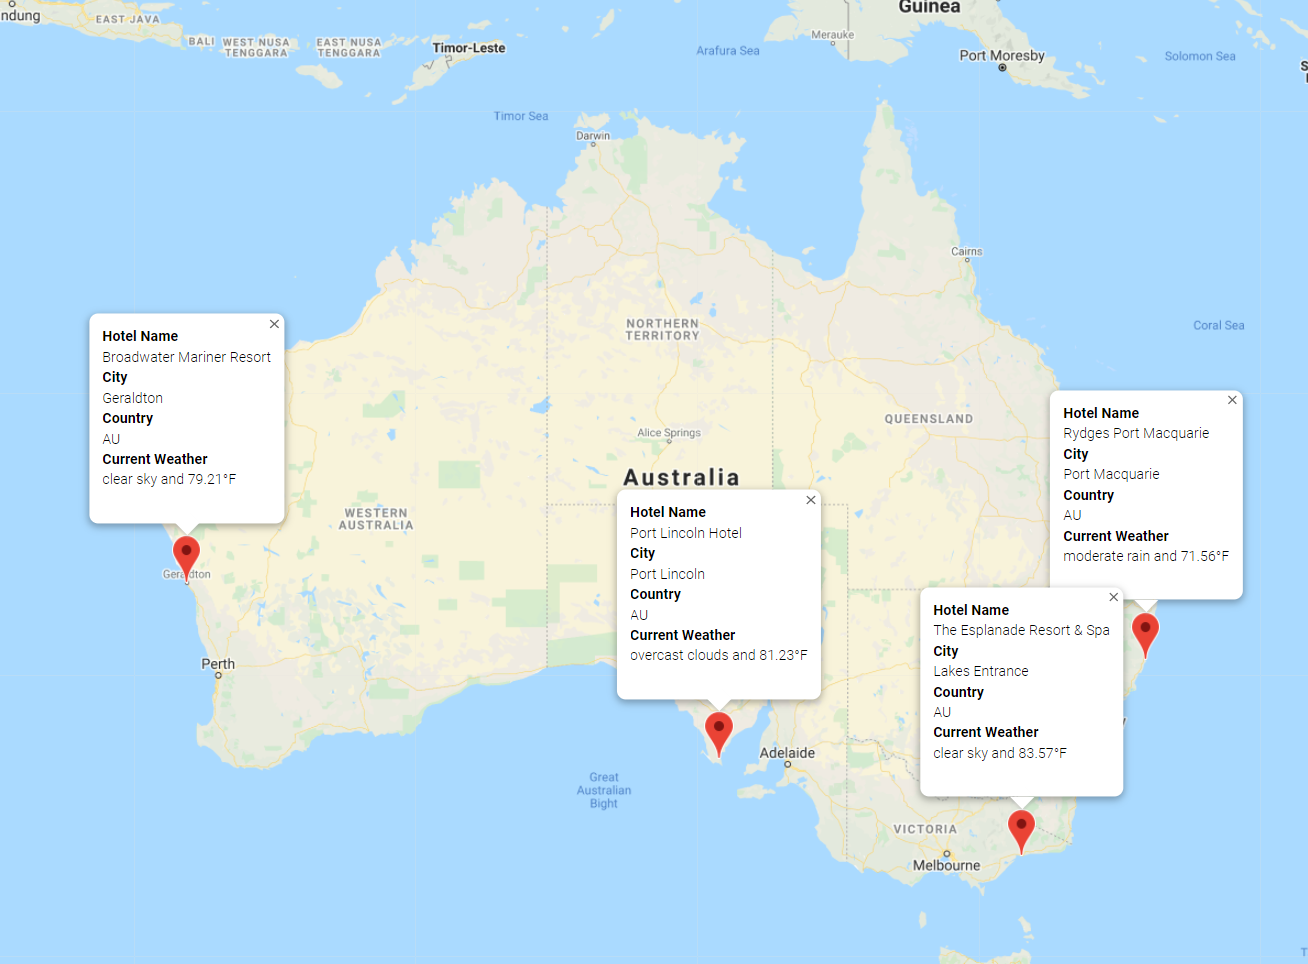 ndung
EAST JAVA
BALI
WEST NUSA
TENGGARA
EAST NUSA
TENGGARA
Timor-Leste
Arafura Sea
Merauke
Guinea
Port Moresby
Solomon Sea
S
Timor Sea
Darwin
Cairns
Coral Sea
NORTHERN
TERRITORY
QUEENSLAND
Alice Springs
Australia
WESTERN
AUSTRALIA
Hotel Name
Broadwater Mariner Resort
City
Geraldton
Country
AU
Current Weather
clear sky and 79.21°F
Geraldton
Perth
Hotel Name
Port Lincoln Hotel
City
Port Lincoln
Country
AU
Current Weather
overcast clouds and 81.23°F
Hotel Name
Rydges Port Macquarie
City
Port Macquarie
Country
AU
Current Weather
moderate rain and 71.56°F
Hotel Name
The Esplanade Resort & Spa
City
Lakes Entrance
Country
AU
Current Weather
clear sky and 83.57°F
y
Adelaide
Great
Australian
Bight
VICTORIA
Melbourne
T